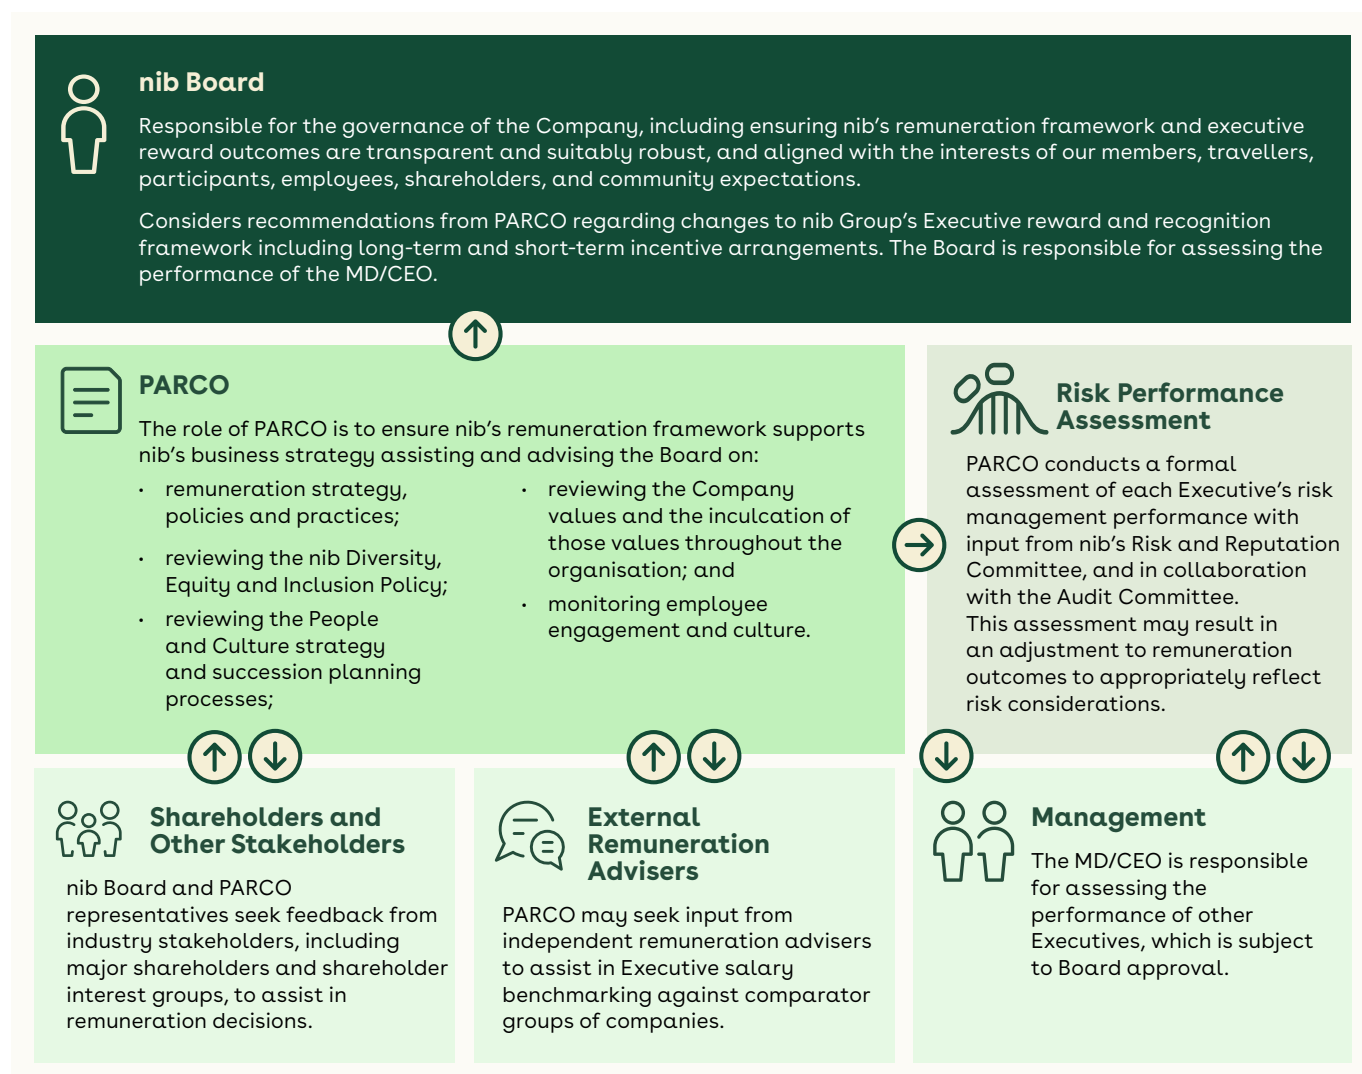 nib Board
Responsible for the governance of the Company, including ensuring nib’s remuneration framework and executive
reward outcomes are transparent and suitably robust, and aligned with the interests of our members, travellers,
participants, employees, shareholders, and community expectations.
Considers recommendations from PARCO regarding changes to nib Group’s Executive reward and recognition
framework including long-term and short-term incentive arrangements. The Board is responsible for assessing the
performance of the MD/CEO.
PARCO
The role of PARCO is to ensure nib’s remuneration framework supports
nib’s business strategy assisting and advising the Board on:
• remuneration strategy,
policies and practices;
• reviewing the nib Diversity,
Equity and Inclusion Policy;
• reviewing the People
and Culture strategy
and succession planning
processes;
• reviewing the Company
values and the inculcation of
those values throughout the
organisation; and
• monitoring employee
engagement and culture.
Risk Performance
Assessment
PARCO conducts a formal
assessment of each Executive’s risk
management performance with
input from nib’s Risk and Reputation
Committee, and in collaboration
with the Audit Committee.
This assessment may result in
an adjustment to remuneration
outcomes to appropriately reflect
risk considerations.
Shareholders and
Other Stakeholders
nib Board and PARCO
representatives seek feedback from
industry stakeholders, including
major shareholders and shareholder
interest groups, to assist in
remuneration decisions.
External
Remuneration
Advisers
PARCO may seek input from
independent remuneration advisers
to assist in Executive salary
benchmarking against comparator
groups of companies.
Management
The MD/CEO is responsible
for assessing the
performance of other
Executives, which is subject
to Board approval.